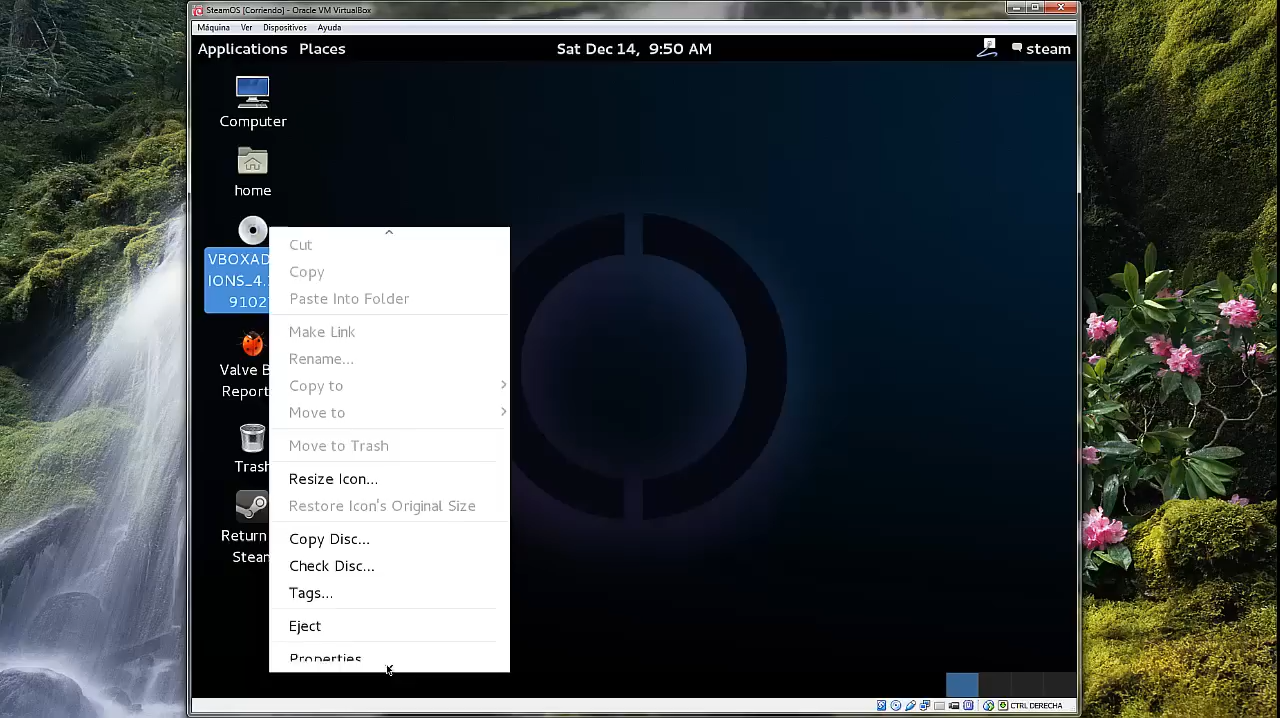 SteamOS [Corriendo] - Oracle VM VirtualBox
Máquina Ver Dispositivos Ayuda
Applications Places Sat Dec 14, 9:50 AM steam
Computer
home
VBOXAD
IONS_4.
9102
Valve B
Report
Trash
Return
Steam
Cut
Copy
Paste Into Folder
Make Link
Rename...
Copy to
Move to
Move to Trash
Resize Icon...
Restore Icon's Original Size
Copy Disc...
Check Disc...
Tags...
Eject
Properties
CTRL DERECHA